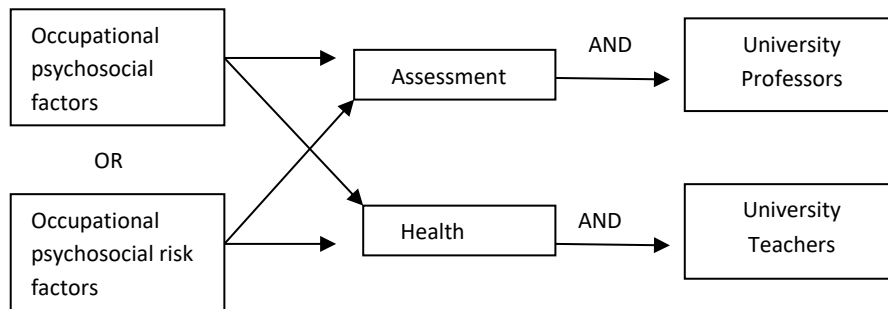 Occupational
psychosocial
factors
OR
Occupational
psychosocial risk
factors
Assessment
Health
AND
AND
University
Professors
University
Teachers